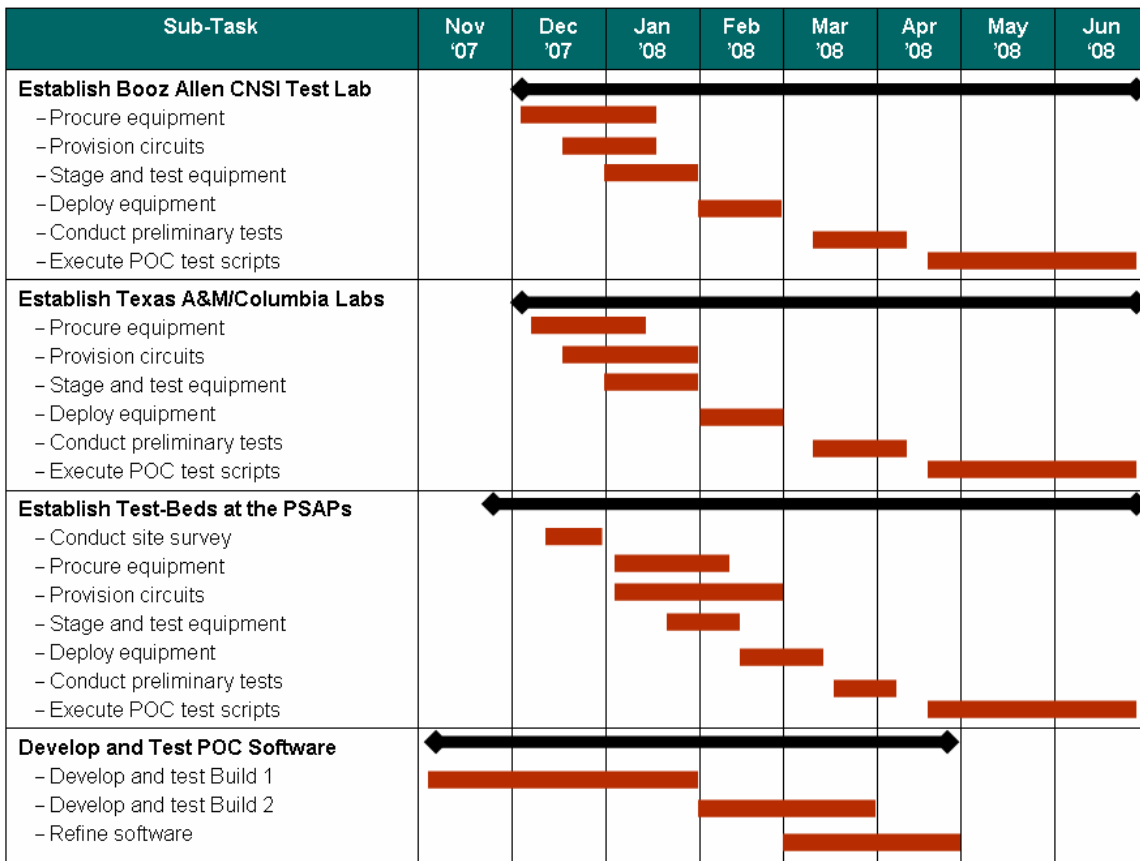 Sub-Task Nov '07 Dec '07 Jan '08 Feb '08 Mar '08 Apr '08 May '08 Jun '08
Establish Booz Allen CNSI Test Lab
– Procure equipment
– Provision circuits
– Stage and test equipment
– Deploy equipment
– Conduct preliminary tests
– Execute POC test scripts
Establish Texas A&M/Columbia Labs
– Procure equipment
– Provision circuits
– Stage and test equipment
– Deploy equipment
– Conduct preliminary tests
– Execute POC test scripts
Establish Test-Beds at the PSAPs
– Conduct site survey
– Procure equipment
– Provision circuits
– Stage and test equipment
– Deploy equipment
– Conduct preliminary tests
– Execute POC test scripts
Develop and Test POC Software
– Develop and test Build 1
– Develop and test Build 2
– Refine software